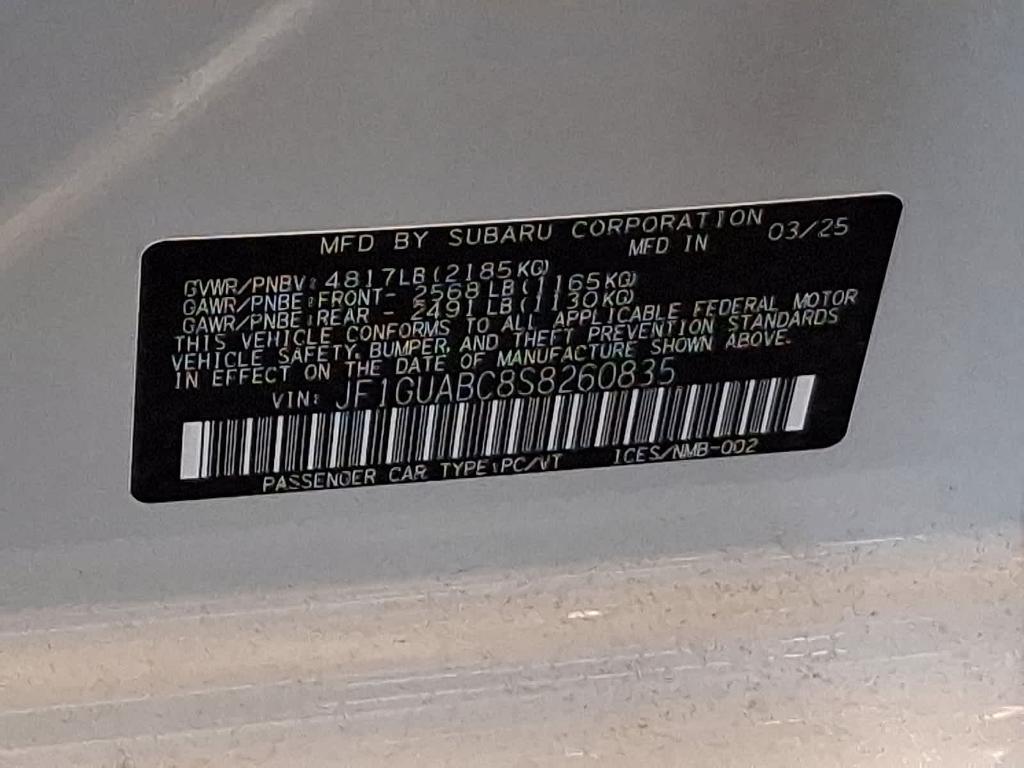 MFD BY SUBARU CORPORATION
MFD IN 03/25
GVWR/PNBV: 4817LB(2185KG)
GAWR/PNBE:FRONT- 2568LB(1165KG)
GAWR/PNBE:REAR - 2491LB(1130KG)
THIS VEHICLE CONFORMS TO ALL APPLICABLE FEDERAL MOTOR
VEHICLE SAFETY, BUMPER, AND THEFT PREVENTION STANDARDS
IN EFFECT ON THE DATE OF MANUFACTURE SHOWN ABOVE.
VIN: JF1GUABC8S8260835
PASSENGER CAR TYPE:PC/VT ICES/NMB-002